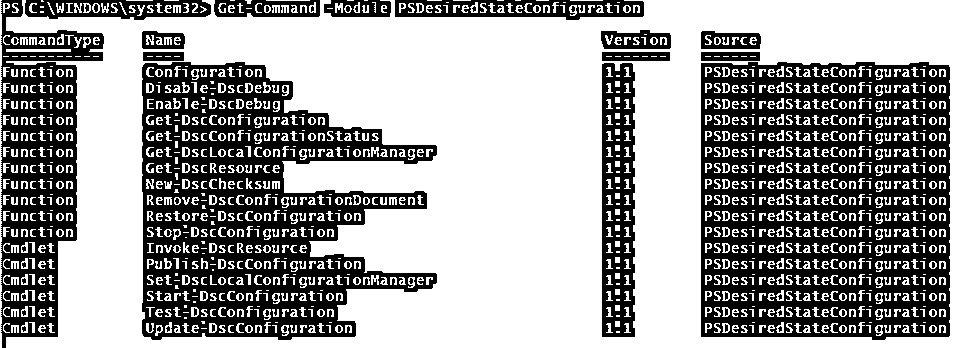 PS C:\WINDOWS\system32> Get-Command -Module PSDesiredStateConfiguration
CommandType Name Version Source
----------- ---- ------- ------
Function Configuration 1.1 PSDesiredStateConfiguration
Function Disable-DscDebug 1.1 PSDesiredStateConfiguration
Function Enable-DscDebug 1.1 PSDesiredStateConfiguration
Function Get-DscConfiguration 1.1 PSDesiredStateConfiguration
Function Get-DscConfigurationStatus 1.1 PSDesiredStateConfiguration
Function Get-DscLocalConfigurationManager 1.1 PSDesiredStateConfiguration
Function Get-DscResource 1.1 PSDesiredStateConfiguration
Function New-DscChecksum 1.1 PSDesiredStateConfiguration
Function Remove-DscConfigurationDocument 1.1 PSDesiredStateConfiguration
Function Restore-DscConfiguration 1.1 PSDesiredStateConfiguration
Function Stop-DscConfiguration 1.1 PSDesiredStateConfiguration
Cmdlet Invoke-DscResource 1.1 PSDesiredStateConfiguration
Cmdlet Publish-DscConfiguration 1.1 PSDesiredStateConfiguration
Cmdlet Set-DscLocalConfigurationManager 1.1 PSDesiredStateConfiguration
Cmdlet Start-DscConfiguration 1.1 PSDesiredStateConfiguration
Cmdlet Test-DscConfiguration 1.1 PSDesiredStateConfiguration
Cmdlet Update-DscConfiguration 1.1 PSDesiredStateConfiguration